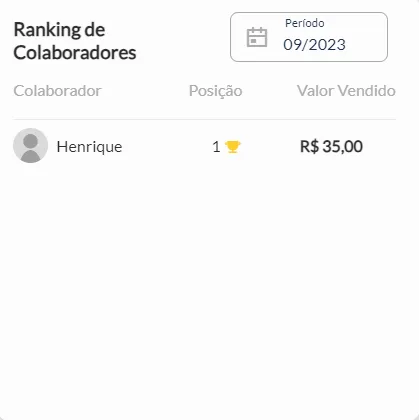 Ranking de
Colaboradores
Período
09/2023
Colaborador Posição Valor Vendido
Henrique 1 R$ 35,00